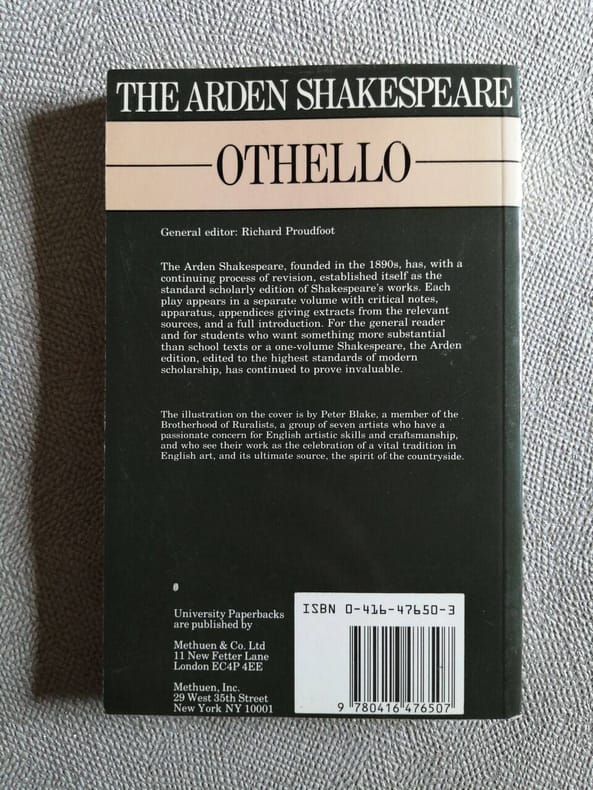 THE ARDEN SHAKESPEARE
OTHELLO
General editor: Richard Proudfoot
The Arden Shakespeare, founded in the 1890s, has, with a
continuing process of revision, established itself as the
standard scholarly edition of Shakespeare's works. Each
play appears in a separate volume with critical notes,
apparatus, appendices giving extracts from the relevant
sources, and a full introduction. For the general reader
and for students who want something more substantial
than school texts or a one-volume Shakespeare, the Arden
edition, edited to the highest standards of modern
scholarship, has continued to prove invaluable.
The illustration on the cover is by Peter Blake, a member of the
Brotherhood of Ruralists, a group of seven artists who have a
passionate concern for English artistic skills and craftsmanship,
and who see their work as the celebration of a vital tradition in
English art, and its ultimate source, the spirit of the countryside.
University Paperbacks
are published by
Methuen & Co. Ltd
11 New Fetter Lane
London EC4P 4EE
Methuen, Inc.
29 West 35th Street
New York NY 10001
ISBN 0-416-47650-3
9 780416 476507